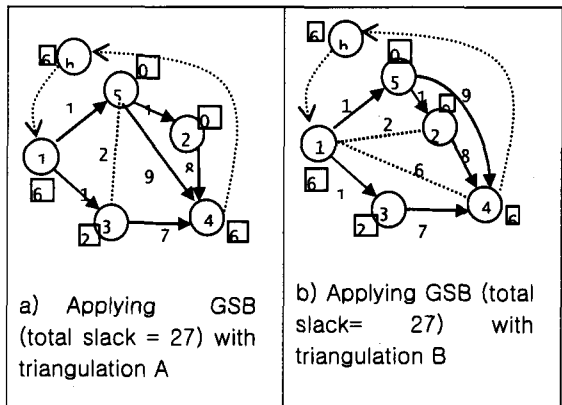 6 h 0
1 5 1 0
2 2
1 9 8
6 1
3 7 4 6
2
a) Applying GSB
(total slack = 27) with
triangulation A
6 h
0
5 9
1 1
2 2
1 6 8
6 1
3 7 4 6
2
b) Applying GSB (total
slack= 27) with
triangulation B